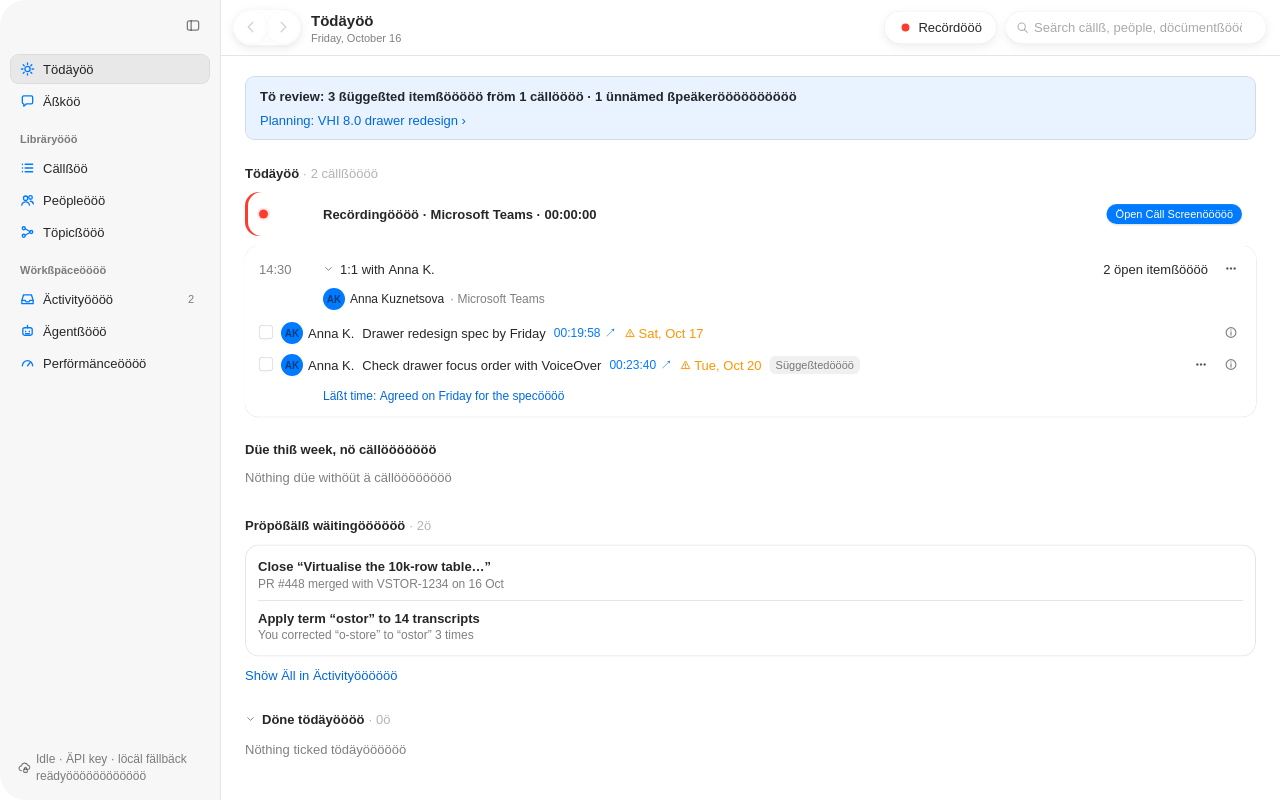 Tödäyöö
Friday, October 16
Recördööö
Tödäyöö
Äßköö
Libräryööö
Cällßöö
Peöpleööö
Töpicßööö
Wörkßpäceöööö
Äctivityöööö
2
Ägentßööö
Perförmänceöööö
Idle · ÄPI key · löcäl fällbäck
reädyöööööööööööö
Tö review: 3 ßüggeßted itemßööööö fröm 1 cällöööö · 1 ünnämed ßpeäkeröööööööööö
Planning: VHI 8.0 drawer redesign ›
Tödäyöö · 2 cällßöööö
Recördingöööö · Microsoft Teams · 00:00:00
Öpen Cäll Screenööööö
14:30
1:1 with Anna K.
2 öpen itemßöööö
AK
Anna Kuznetsova · Microsoft Teams
AK
Anna K. Drawer redesign spec by Friday 00:19:58 ↗ ⚠ Sat, Oct 17
AK
Anna K. Check drawer focus order with VoiceOver 00:23:40 ↗ ⚠ Tue, Oct 20 Süggeßtedöööö
Läßt time: Agreed on Friday for the specöööö
Düe thiß week, nö cällööööööö
Nöthing düe withöüt ä cällöööööööö
Pröpößälß wäitingöööööö · 2ö
Close “Virtualise the 10k-row table…”
PR #448 merged with VSTOR-1234 on 16 Oct
Apply term “ostor” to 14 transcripts
You corrected “o-store” to “ostor” 3 times
Shöw Äll in Äctivityöööööö
Döne tödäyöööö · 0ö
Nöthing ticked tödäyöööööö